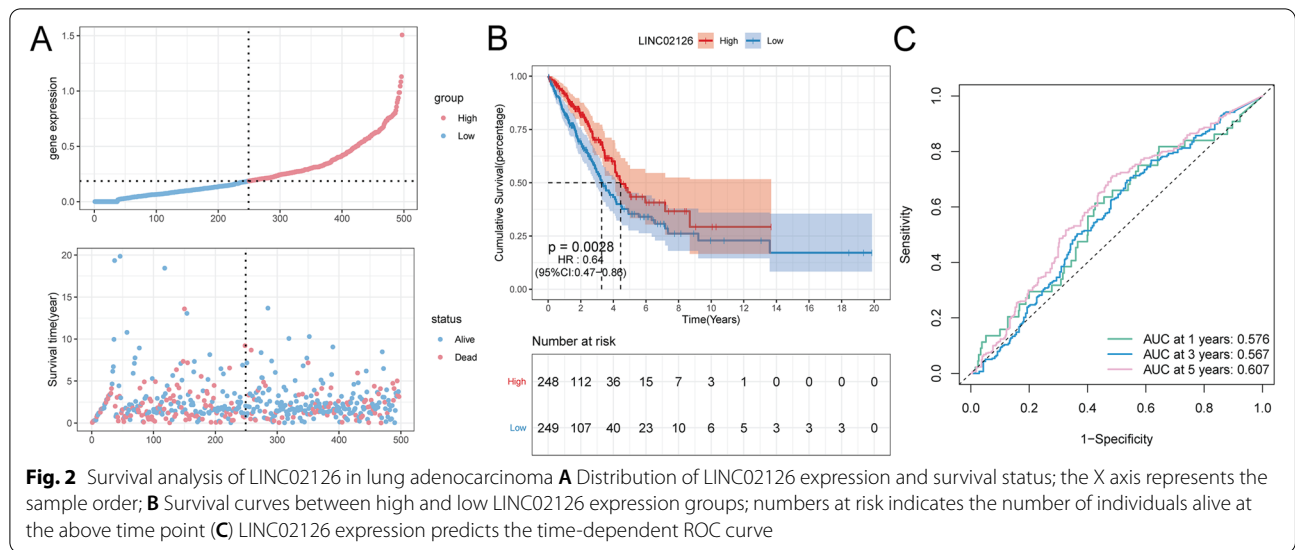 A
1.5
1.0
0.5
0.0
gene expression
0 100 200 300 400 500
group
High
Low
20
15
10
5
0
Survival time(year)
0 100 200 300 400 500
status
Alive
Dead
B
LINC02126 High Low
1.00
0.75
0.50
0.25
0.00
Cumulative Survival(percentage)
p = 0.0028
HR : 0.64
(95%CI:0.47-0.86)
0 2 4 6 8 10 12 14 16 18 20
Time(Years)
Number at risk
High 248 112 36 15 7 3 1 0 0 0 0
Low 249 107 40 23 10 6 5 3 3 3 0
C
1.0
0.8
0.6
0.4
0.2
0.0
Sensitivity
AUC at 1 years: 0.576
AUC at 3 years: 0.567
AUC at 5 years: 0.607
0.0 0.2 0.4 0.6 0.8 1.0
1-Specificity
Fig. 2 Survival analysis of LINC02126 in lung adenocarcinoma A Distribution of LINC02126 expression and survival status; the X axis represents the
sample order; B Survival curves between high and low LINC02126 expression groups; numbers at risk indicates the number of individuals alive at
the above time point (C) LINC02126 expression predicts the time-dependent ROC curve